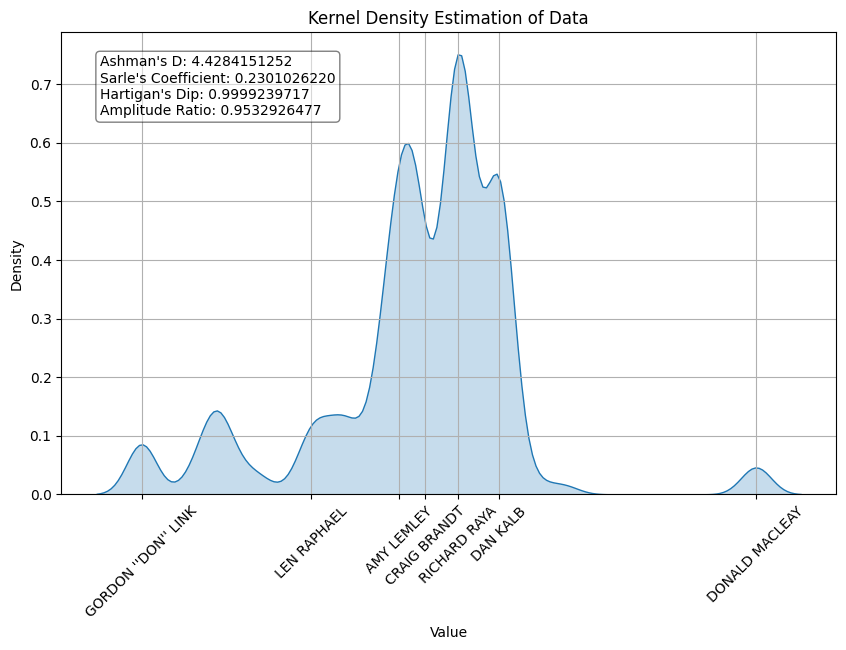 Kernel Density Estimation of Data
Ashman's D: 4.4284151252
Sarle's Coefficient: 0.2301026220
Hartigan's Dip: 0.9999239717
Amplitude Ratio: 0.9532926477
Density
0.7
0.6
0.5
0.4
0.3
0.2
0.1
0.0
GORDON ''DON'' LINK
LEN RAPHAEL
AMY LEMLEY
CRAIG BRANDT
RICHARD RAYA
DAN KALB
DONALD MACLEAY
Value